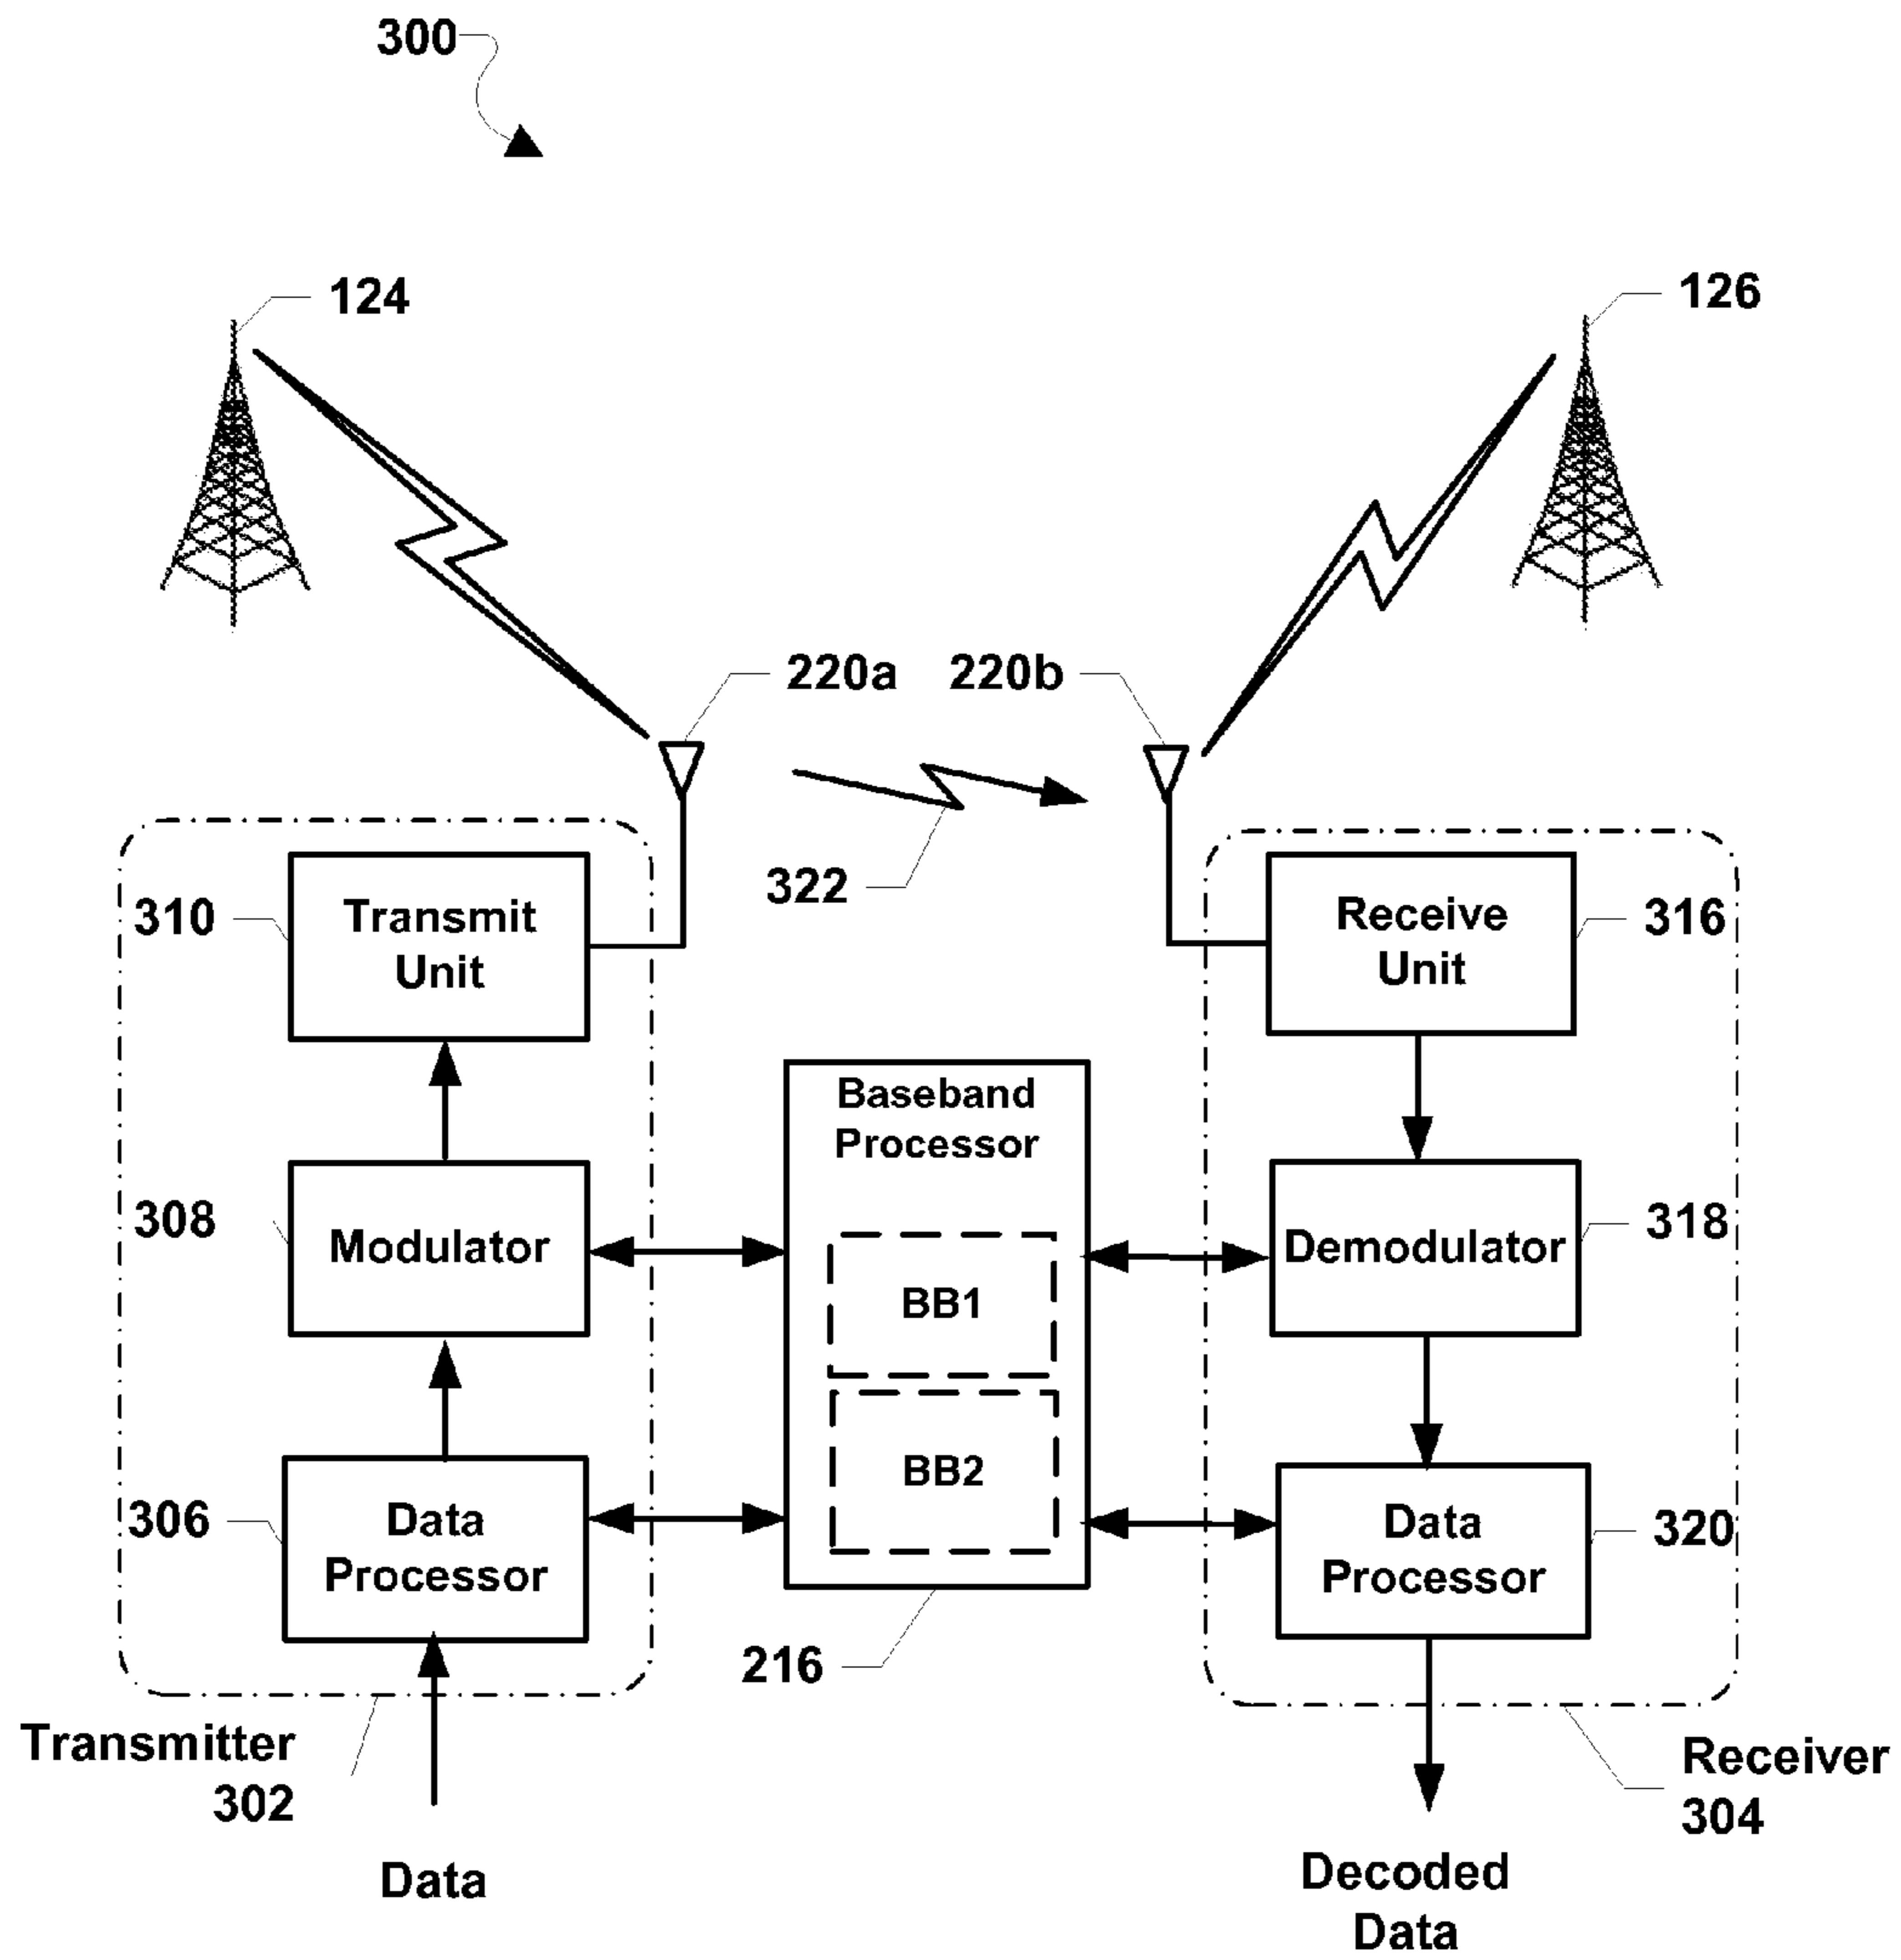 300
124
126
220a
220b
322
310
Transmit
Unit
Receive
Unit
316
Baseband
Processor
308
Modulator
BB1
Demodulator
318
BB2
306
Data
Processor
Data
Processor
320
216
Transmitter
302
Receiver
304
Data
Decoded
Data